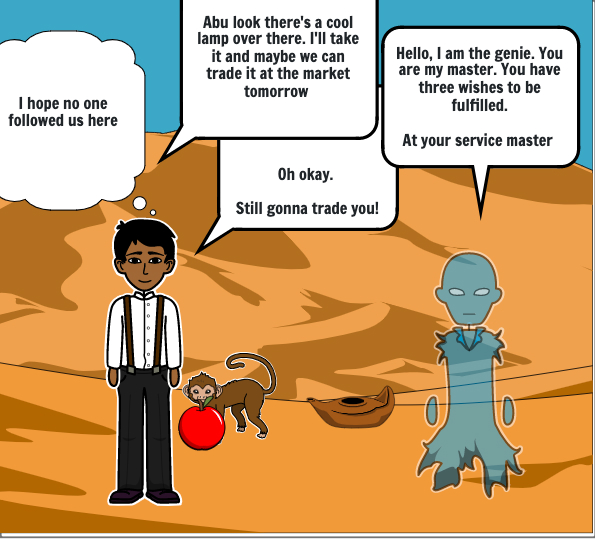 I hope no one
followed us here
Abu look there's a cool
lamp over there. I'll take
it and maybe we can
trade it at the market
tomorrow
Hello, I am the genie. You
are my master. You have
three wishes to be
fulfilled.
At your service master
Oh okay.
Still gonna trade you!